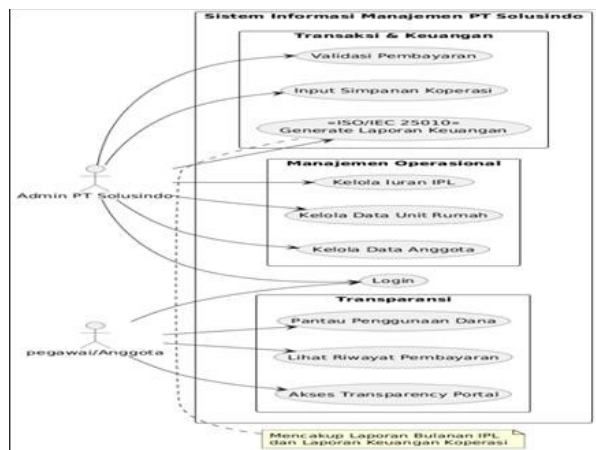 Sistem Informasi Manajemen PT Solusindo
Transaksi & Keuangan
Validasi Pembayaran
Input Simpanan Koperasi
«ISO/IEC 25010»
Generate Laporan Keuangan
Manajemen Operasional
Kelola Iuran IPL
Admin PT Solusindo
Kelola Data Unit Rumah
Kelola Data Anggota
Login
Transparansi
Pantau Penggunaan Dana
pegawai/Anggota
Lihat Riwayat Pembayaran
Akses Transparency Portal
Mencakup Laporan Bulanan IPL
dan Laporan Keuangan Koperasi